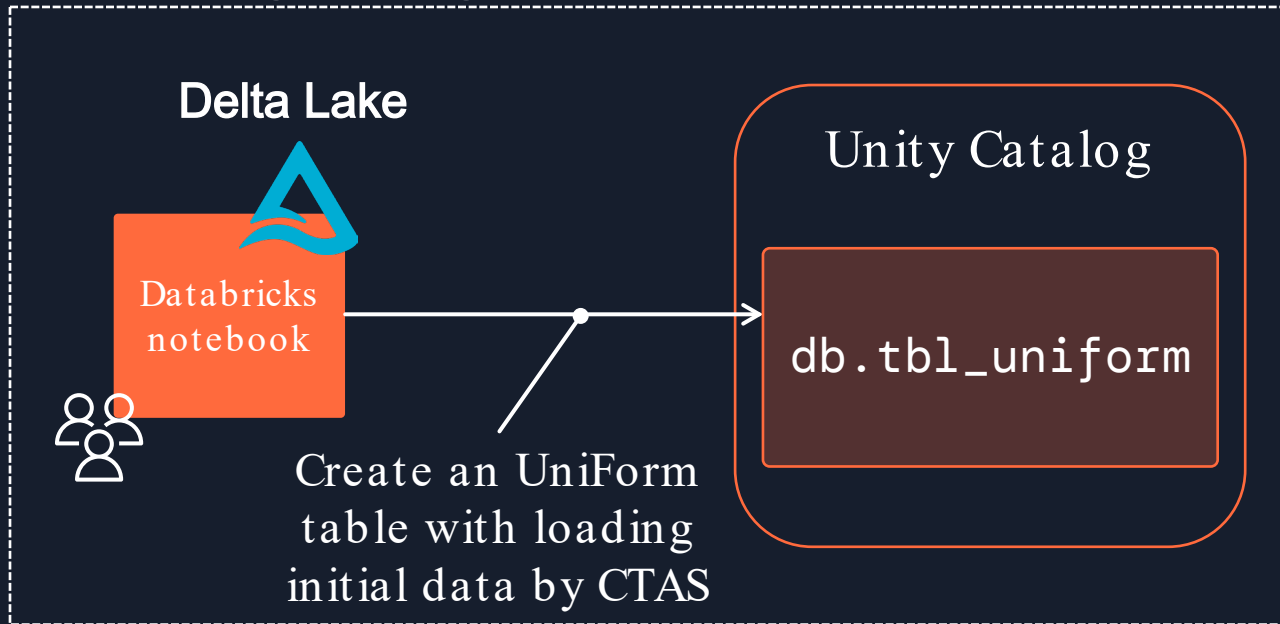 Delta Lake
Unity Catalog
Databricks
notebook
db.tbl_uniform
Create an UniForm
table with loading
initial data by CTAS